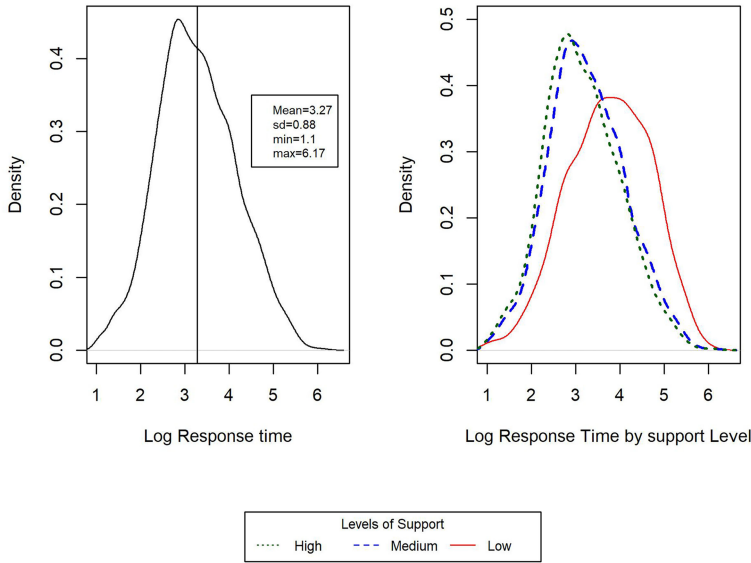 0.4
0.3
0.2
0.1
0.0
Density
1 2 3 4 5 6
Log Response time
Mean=3.27
sd=0.88
min=1.1
max=6.17
0.5
0.4
0.3
0.2
0.1
0.0
Density
1 2 3 4 5 6
Log Response Time by support Level
Levels of Support
High Medium Low